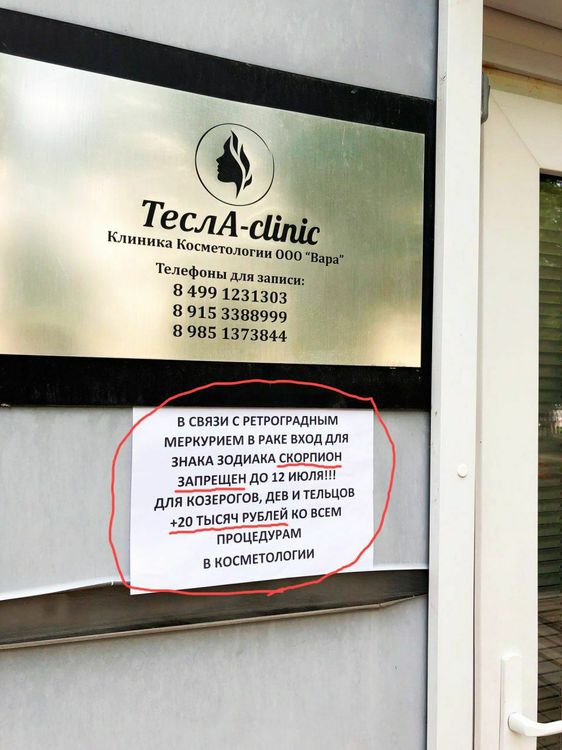 ТеслА-clinic
Клиника Косметологии ООО "Вара"
Телефоны для записи:
8 499 1231303
8 915 3388999
8 985 1373844
В СВЯЗИ С РЕТРОГРАДНЫМ
МЕРКУРИЕМ В РАКЕ ВХОД ДЛЯ
ЗНАКА ЗОДИАКА СКОРПИОН
ЗАПРЕЩЕН ДО 12 ИЮЛЯ!!!
ДЛЯ КОЗЕРОГОВ, ДЕВ И ТЕЛЬЦОВ
+20 ТЫСЯЧ РУБЛЕЙ КО ВСЕМ
ПРОЦЕДУРАМ
В КОСМЕТОЛОГИИ